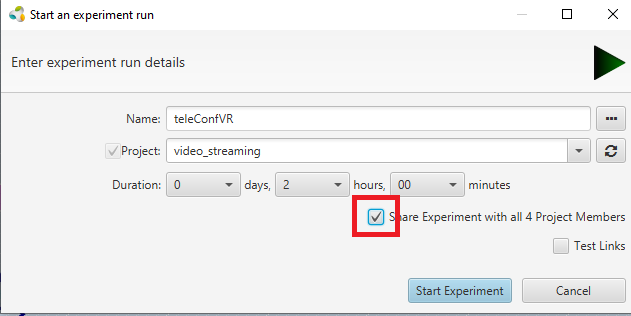 Start an experiment run
Enter experiment run details
Name: teleConfVR ...
Project: video_streaming
Duration: 0 days, 2 hours, 00 minutes
Share Experiment with all 4 Project Members
Test Links
Start Experiment Cancel